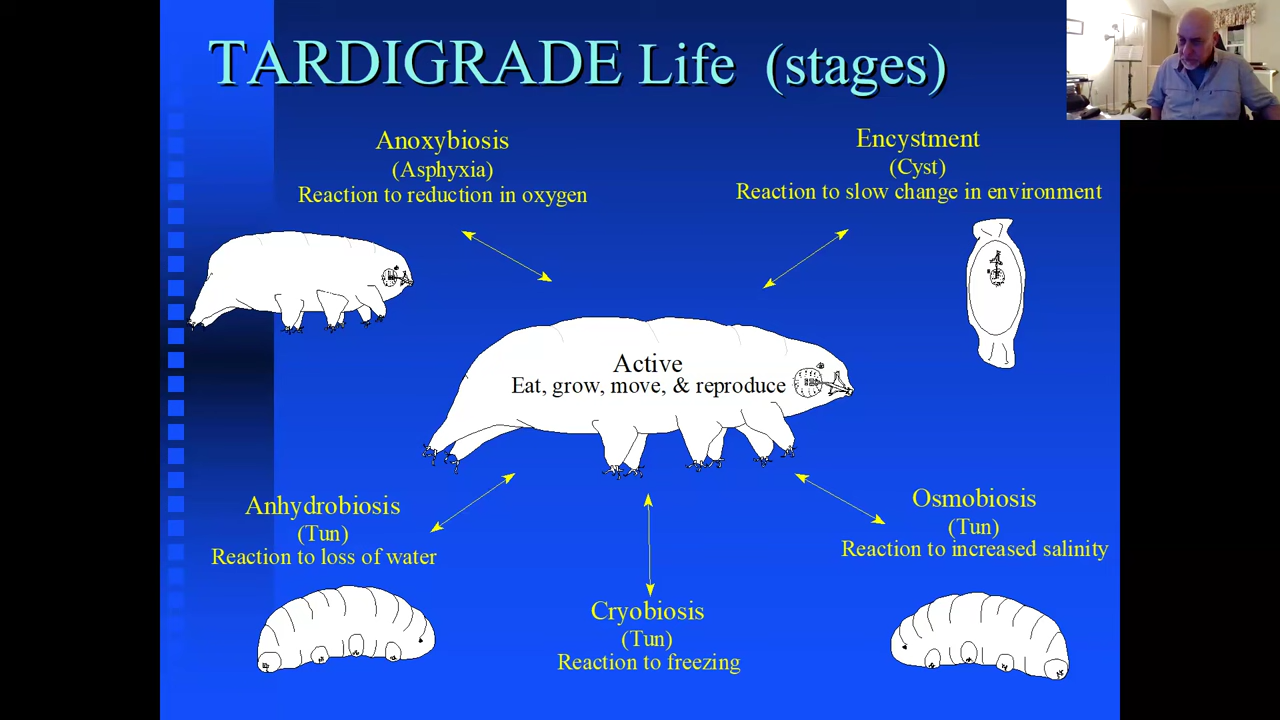 TARDIGRADE Life (stages)
Anoxybiosis
(Asphyxia)
Reaction to reduction in oxygen
Encystment
(Cyst)
Reaction to slow change in environment
Active
Eat, grow, move, & reproduce
Anhydrobiosis
(Tun)
Reaction to loss of water
Cryobiosis
(Tun)
Reaction to freezing
Osmobiosis
(Tun)
Reaction to increased salinity